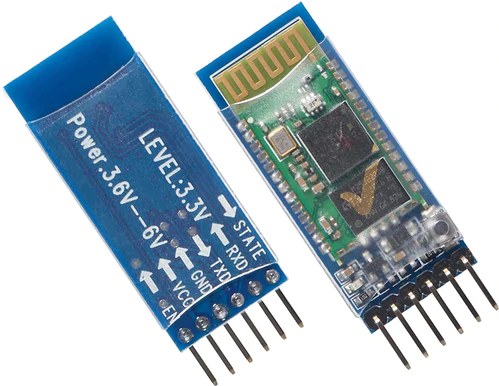 LEVEL:3.3V
Power.3.6V--6V
STATE
RXD
TXD
GND
VCC
EN